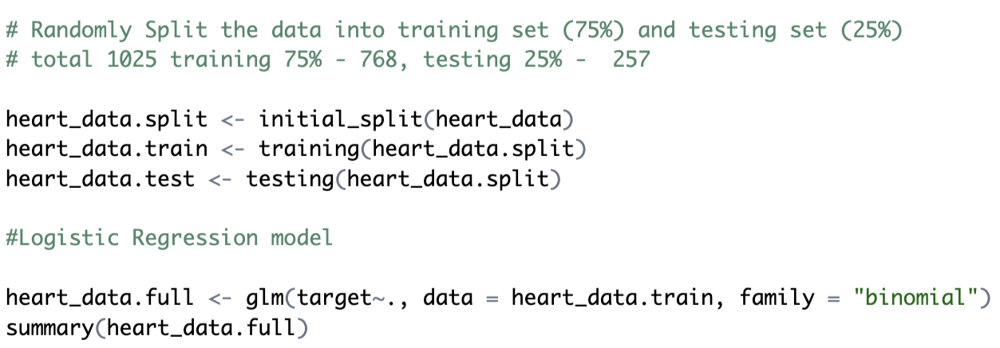 # Randomly Split the data into training set (75%) and testing set (25%)
# total 1025 training 75% - 768, testing 25% -  257
heart_data.split <- initial_split(heart_data)
heart_data.train <- training(heart_data.split)
heart_data.test <- testing(heart_data.split)
#Logistic Regression model
heart_data.full <- glm(target~., data = heart_data.train, family = "binomial")
summary(heart_data.full)